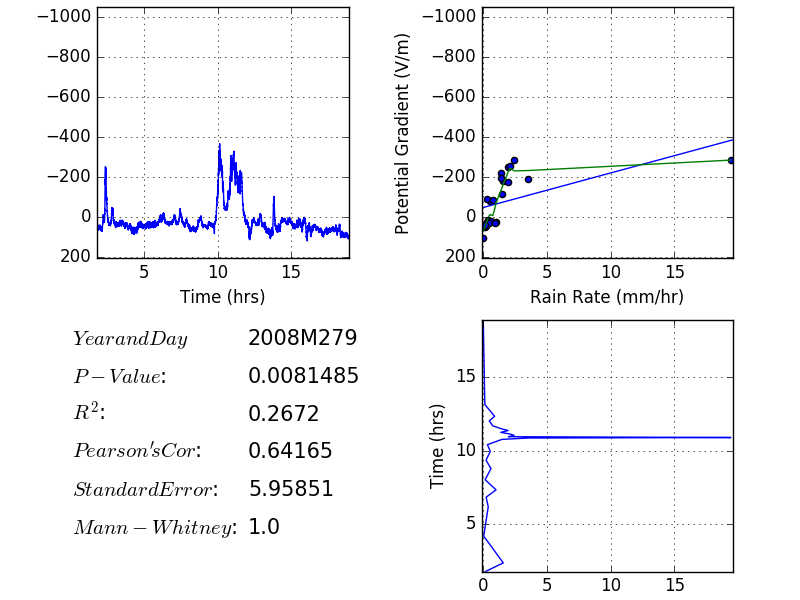 −1000
−800
−600
−400
−200
0
200
5
10
15
Time (hrs)
Potential Gradient (V/m)
−1000
−800
−600
−400
−200
0
200
0
5
10
15
Rain Rate (mm/hr)
YearandDay 2008M279
P−Value: 0.0081485
R²: 0.2672
Pearson'sCor: 0.64165
StandardError: 5.95851
Mann−Whitney: 1.0
Time (hrs)
15
10
5
0
5
10
15